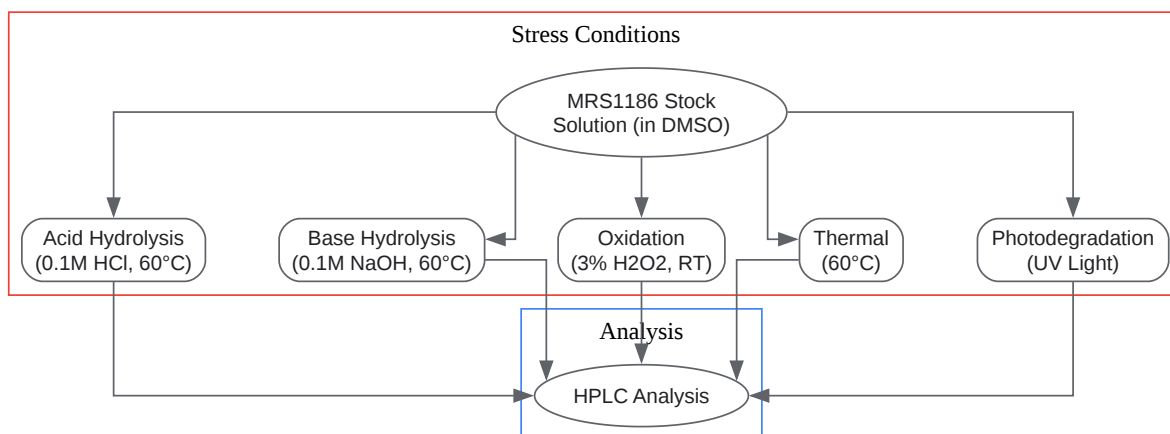 Stress Conditions
MRS1186 Stock
Solution (in DMSO)
Acid Hydrolysis
(0.1M HCl, 60°C)
Base Hydrolysis
(0.1M NaOH, 60°C)
Oxidation
(3% H2O2, RT)
Thermal
(60°C)
Photodegradation
(UV Light)
Analysis
HPLC Analysis